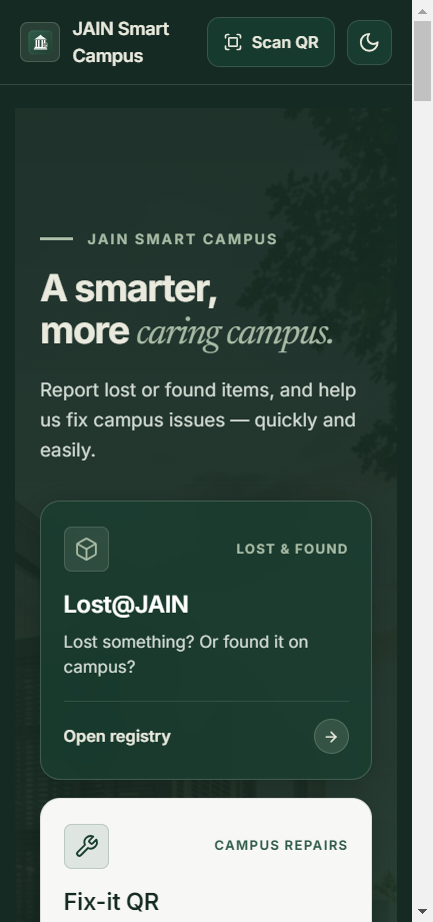 JAIN Smart
Campus
Scan QR
JAIN SMART CAMPUS
A smarter,
more caring campus.
Report lost or found items, and help
us fix campus issues — quickly and
easily.
LOST & FOUND
Lost@JAIN
Lost something? Or found it on
campus?
Open registry
CAMPUS REPAIRS
Fix-it QR